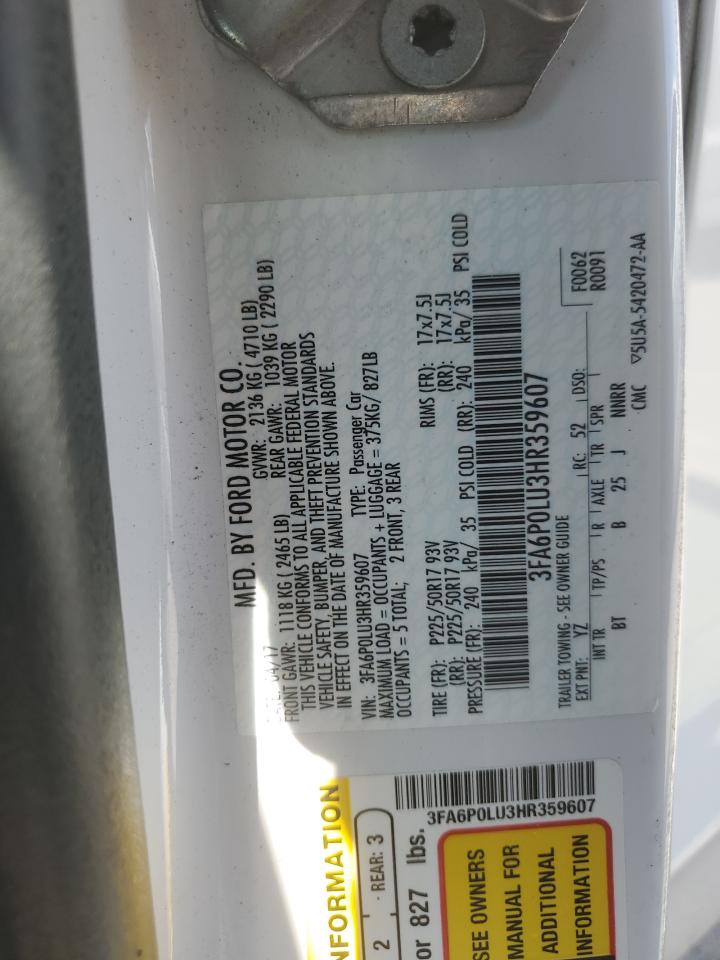 MFD. BY FORD MOTOR CO.
04/17 GVWR: 2136 KG ( 4710 LB)
FRONT GAWR: 1118 KG ( 2465 LB) REAR GAWR: 1039 KG ( 2290 LB)
THIS VEHICLE CONFORMS TO ALL APPLICABLE FEDERAL MOTOR
VEHICLE SAFETY, BUMPER, AND THEFT PREVENTION STANDARDS
IN EFFECT ON THE DATE OF MANUFACTURE SHOWN ABOVE.
VIN: 3FA6P0LU3HR359607 TYPE: Passenger Car
MAXIMUM LOAD = OCCUPANTS + LUGGAGE = 375KG/ 827LB
OCCUPANTS = 5 TOTAL; 2 FRONT, 3 REAR
TIRE (FR): P225/50R17 93V RIMS (FR): 17x7.5J
(RR): P225/50R17 93V (RR): 17x7.5J
PRESSURE (FR): 240 kPa/ 35 PSI COLD (RR): 240 kPa/ 35 PSI COLD
3FA6P0LU3HR359607
TRAILER TOWING - SEE OWNER GUIDE F0062
EXT PNT: YZ RC: 52 DSO: R0091
INT TR TP/PS R AXLE TR SPR
BT B 25 J NNRR
CMC ▽5U5A-5420472-AA
NFORMATION
2 - REAR: 3
or 827 lbs.
3FA6P0LU3HR359607
SEE OWNERS
MANUAL FOR
ADDITIONAL
INFORMATION